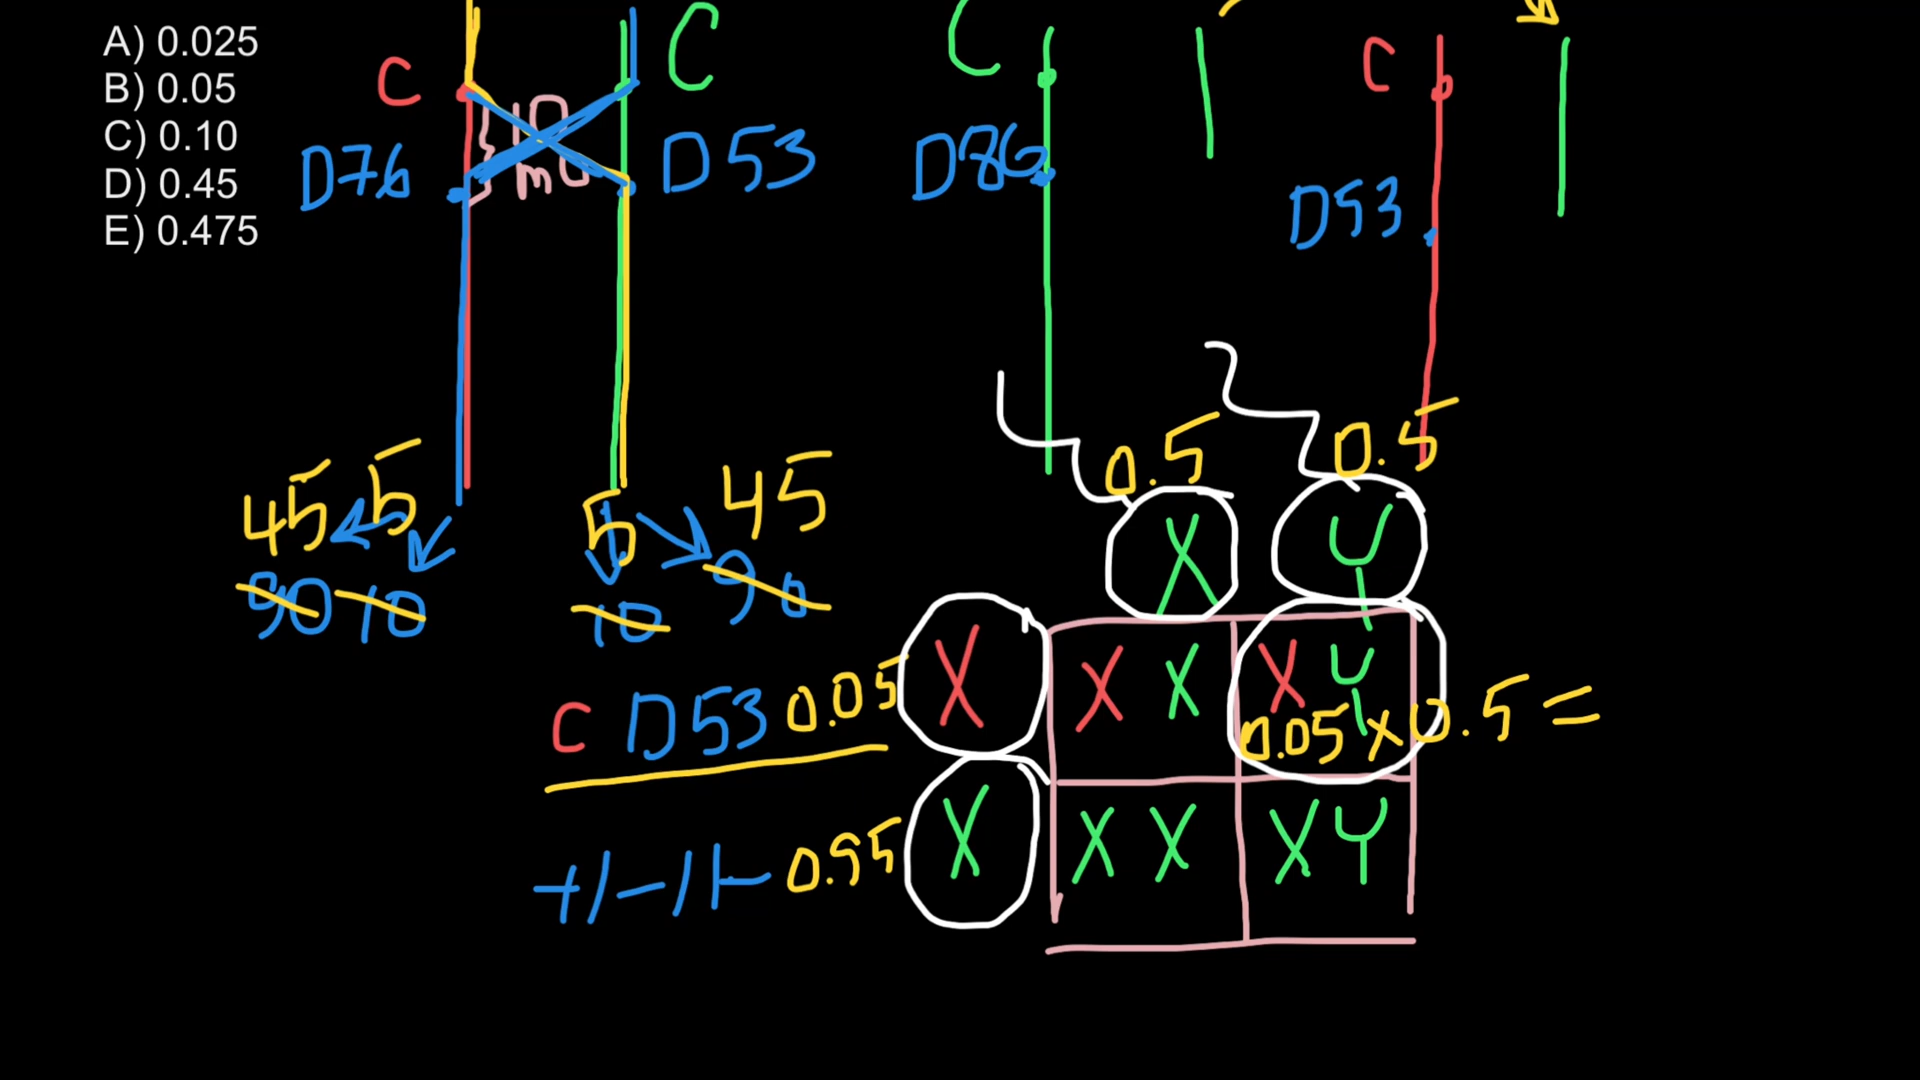 A) 0.025
B) 0.05
C) 0.10
D) 0.45
E) 0.475
c C C c
10
mu
D76 D53 D86 D53
45 5 5 45
90 10 10 90
0.5 0.5
X Y
c D53 0.05 X X X X Y
0.05 x 0.5 =
+/-/|- 0.95 X X X X Y